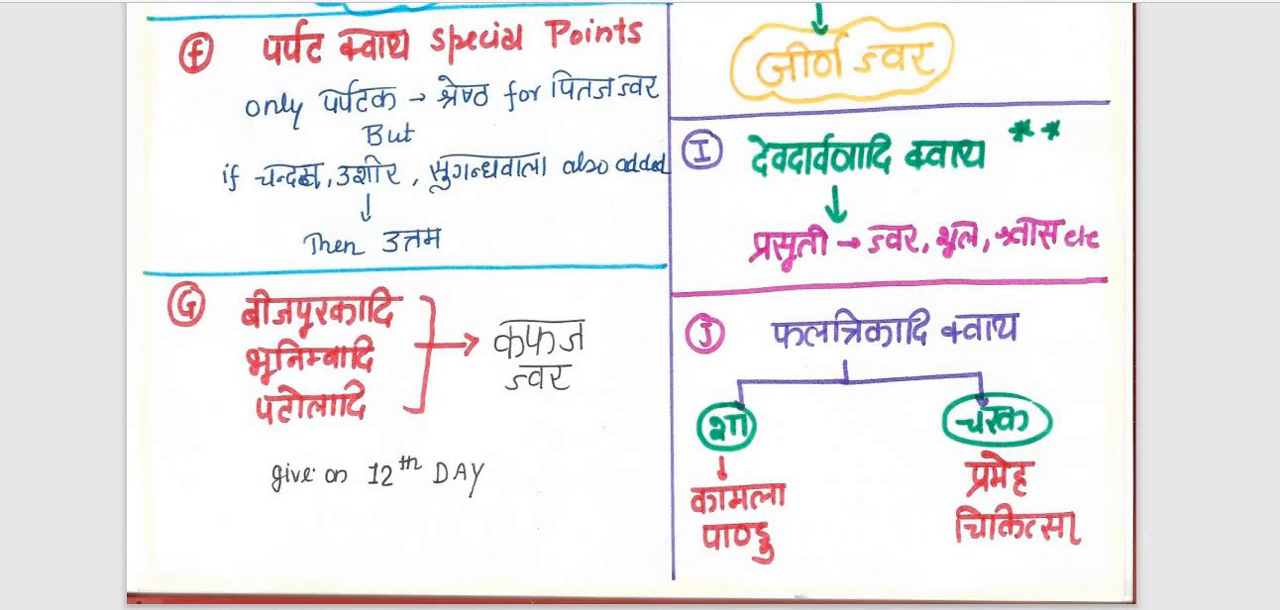 (F) पर्पट क्वाथ Special Points
only पर्पटक → श्रेष्ठ for पितज ज्वर
But
if चन्दन, उशीर, सुगन्धवाला also added
↓
Then उत्तम
(G) बीजपूरकादि
भूनिम्बादि
पटोलादि
→ कफज
ज्वर
give on 12th DAY
↓
जीर्ण ज्वर
(I) देवदार्वादि क्वाथ **
↓
प्रसूती → ज्वर, शूल, श्वास etc
(J) फलत्रिकादि क्वाथ
शा
↓
कामला
पाण्डु
चरक
प्रमेह
चिकित्सा